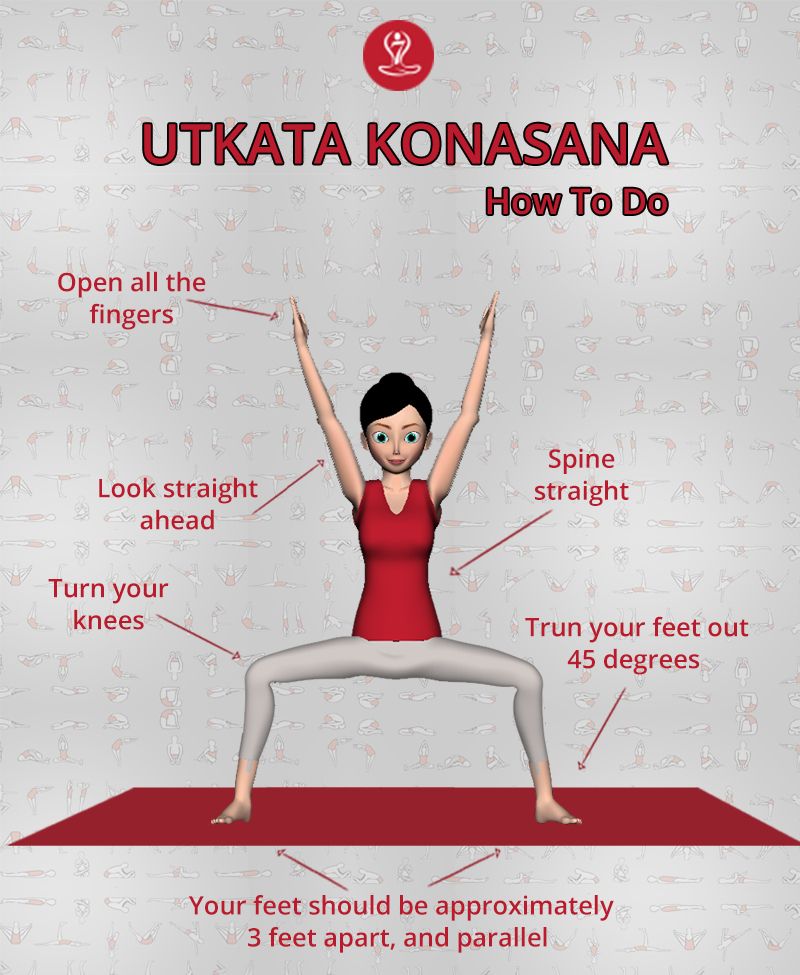 UTKATA KONASANA
How To Do
Open all the
fingers
Look straight
ahead
Spine
straight
Turn your
knees
Trun your feet out
45 degrees
Your feet should be approximately
3 feet apart, and parallel